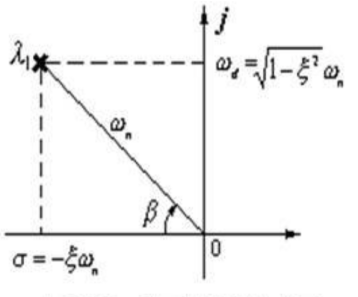 j
λ₁
ω_d = √(1-ξ²) ω_n
ω_n
β
0
σ = -ξω_n